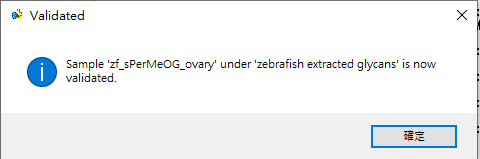 Validated
Sample 'zf_sPerMeOG_ovary' under 'zebrafish extracted glycans' is now
validated.
確定